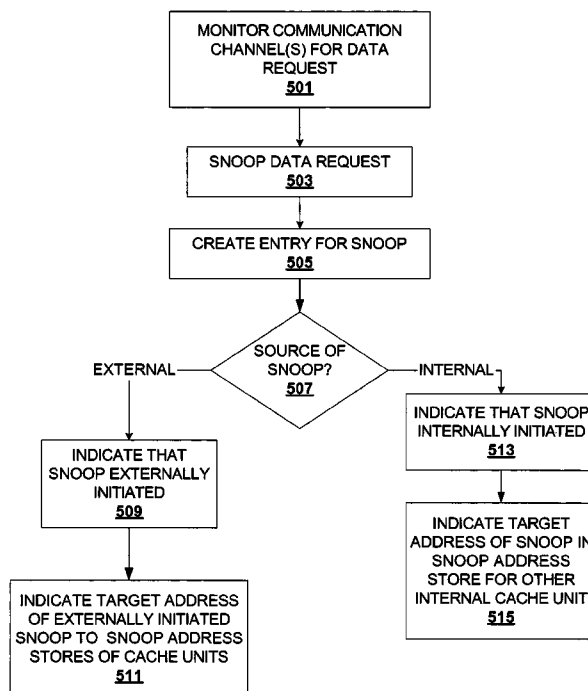 MONITOR COMMUNICATION
CHANNEL(S) FOR DATA
REQUEST
501
SNOOP DATA REQUEST
503
CREATE ENTRY FOR SNOOP
505
SOURCE OF
SNOOP?
507
EXTERNAL
INTERNAL
INDICATE THAT
SNOOP EXTERNALLY
INITIATED
509
INDICATE TARGET ADDRESS
OF EXTERNALLY INITIATED
SNOOP TO SNOOP ADDRESS
STORES OF CACHE UNITS
511
INDICATE THAT SNOOP
INTERNALLY INITIATED
513
INDICATE TARGET
ADDRESS OF SNOOP IN
SNOOP ADDRESS
STORE FOR OTHER
INTERNAL CACHE UNIT
515